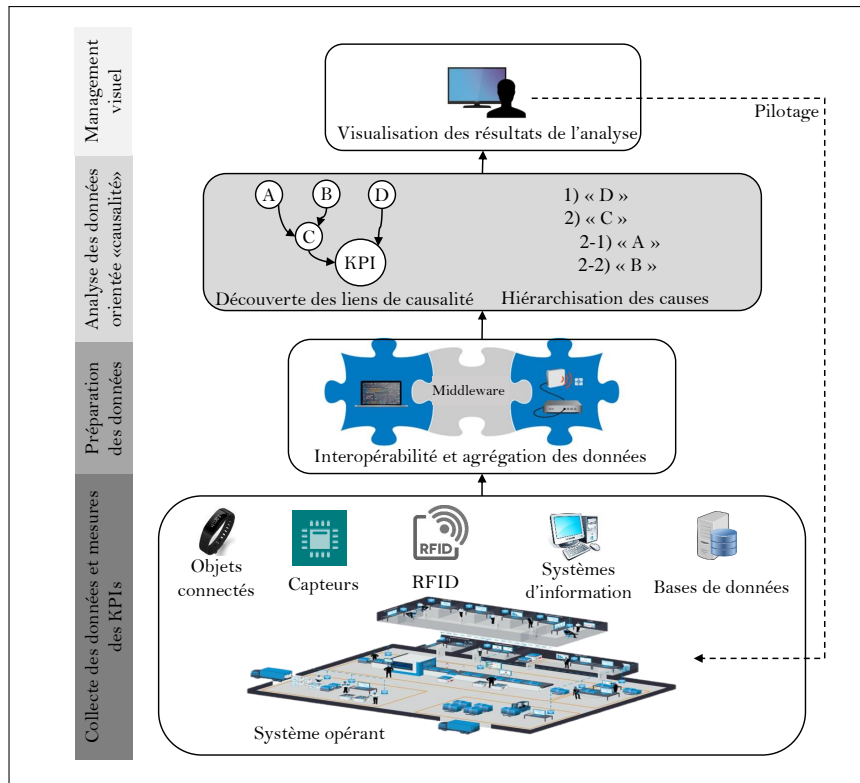 Management
visuel
Visualisation des résultats de l'analyse
Pilotage
Analyse des données
orientée «causalité»
A
B
D
C
KPI
Découverte des liens de causalité
1) « D »
2) « C »
2-1) « A »
2-2) « B »
Hiérarchisation des causes
Préparation
des données
Middleware
Interopérabilité et agrégation des données
Collecte des données et mesures
des KPIs
Objets
connectés
Capteurs
RFID
RFID
Systèmes
d'information
Bases de données
Système opérant